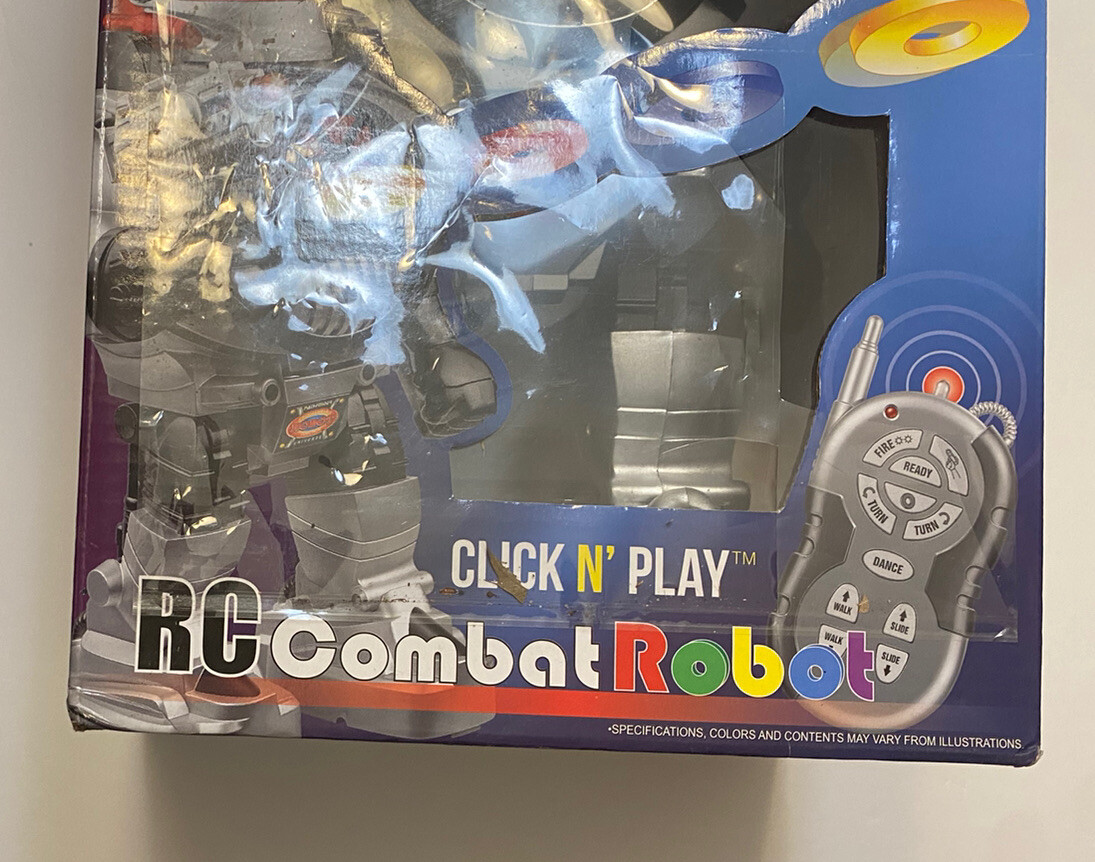 FIRE
READY
TURN
TURN
DANCE
WALK
SLIDE
WALK
SLIDE
CLICK N' PLAY™
RC Combat Robot
*SPECIFICATIONS, COLORS AND CONTENTS MAY VARY FROM ILLUSTRATIONS.